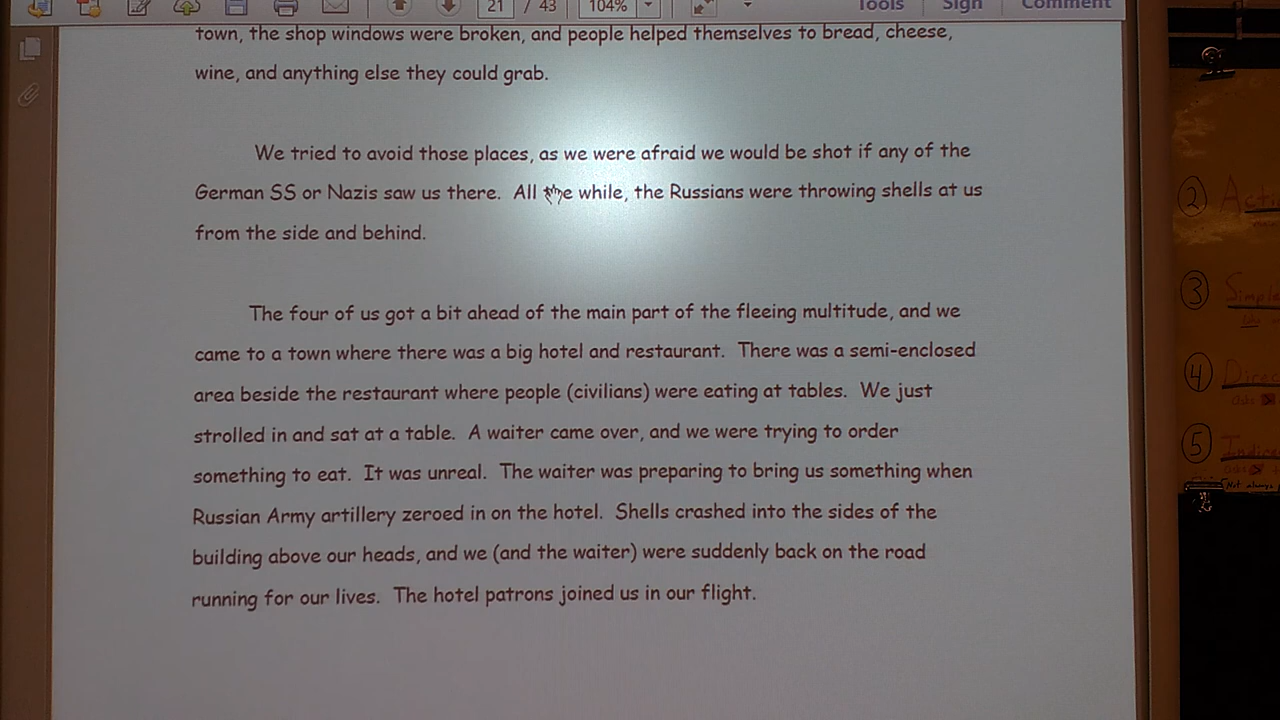 21 / 43 104% Tools Sign Comment
town, the shop windows were broken, and people helped themselves to bread, cheese,
wine, and anything else they could grab.
We tried to avoid those places, as we were afraid we would be shot if any of the
German SS or Nazis saw us there. All the while, the Russians were throwing shells at us
from the side and behind.
The four of us got a bit ahead of the main part of the fleeing multitude, and we
came to a town where there was a big hotel and restaurant. There was a semi-enclosed
area beside the restaurant where people (civilians) were eating at tables. We just
strolled in and sat at a table. A waiter came over, and we were trying to order
something to eat. It was unreal. The waiter was preparing to bring us something when
Russian Army artillery zeroed in on the hotel. Shells crashed into the sides of the
building above our heads, and we (and the waiter) were suddenly back on the road
running for our lives. The hotel patrons joined us in our flight.
2 Acti
3 Simple
4 Direc
5 Indire
Not always